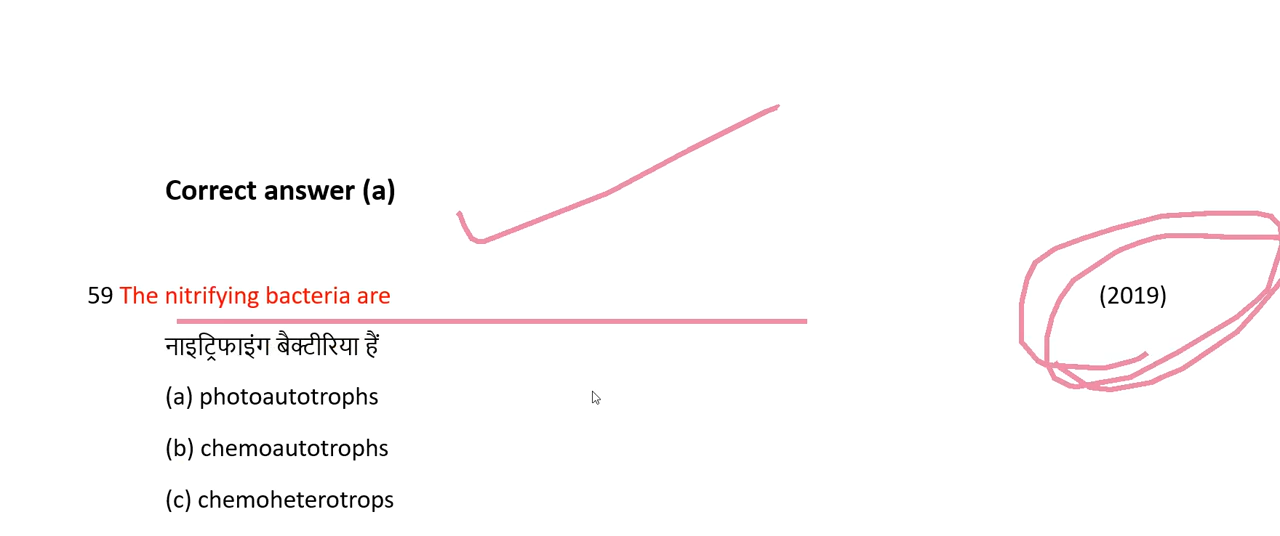 Correct answer (a)
59 The nitrifying bacteria are (2019)
नाइट्रिफाइंग बैक्टीरिया हैं
(a) photoautotrophs
(b) chemoautotrophs
(c) chemoheterotrops